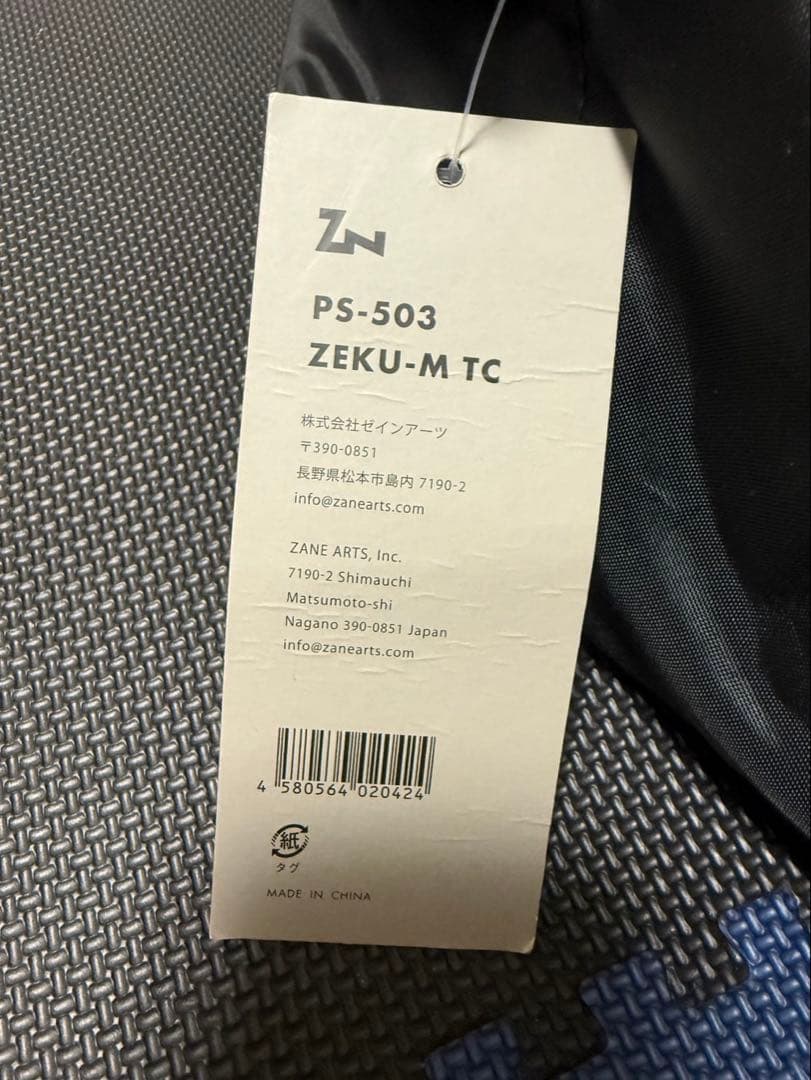 ZN
PS-503
ZEKU-M TC
株式会社ゼインアーツ
〒390-0851
長野県松本市島内 7190-2
info@zanearts.com
ZANE ARTS, Inc.
7190-2 Shimauchi
Matsumoto-shi
Nagano 390-0851 Japan
info@zanearts.com
4 580564 020424
紙
タグ
MADE IN CHINA